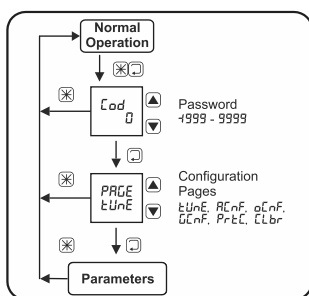 Normal
Operation
Cod
0
Password
-1999 - 9999
PAGE
tUnE
Configuration
Pages
tUnE, ACnF, oCnF,
GCnF, PrtC, CLbr
Parameters